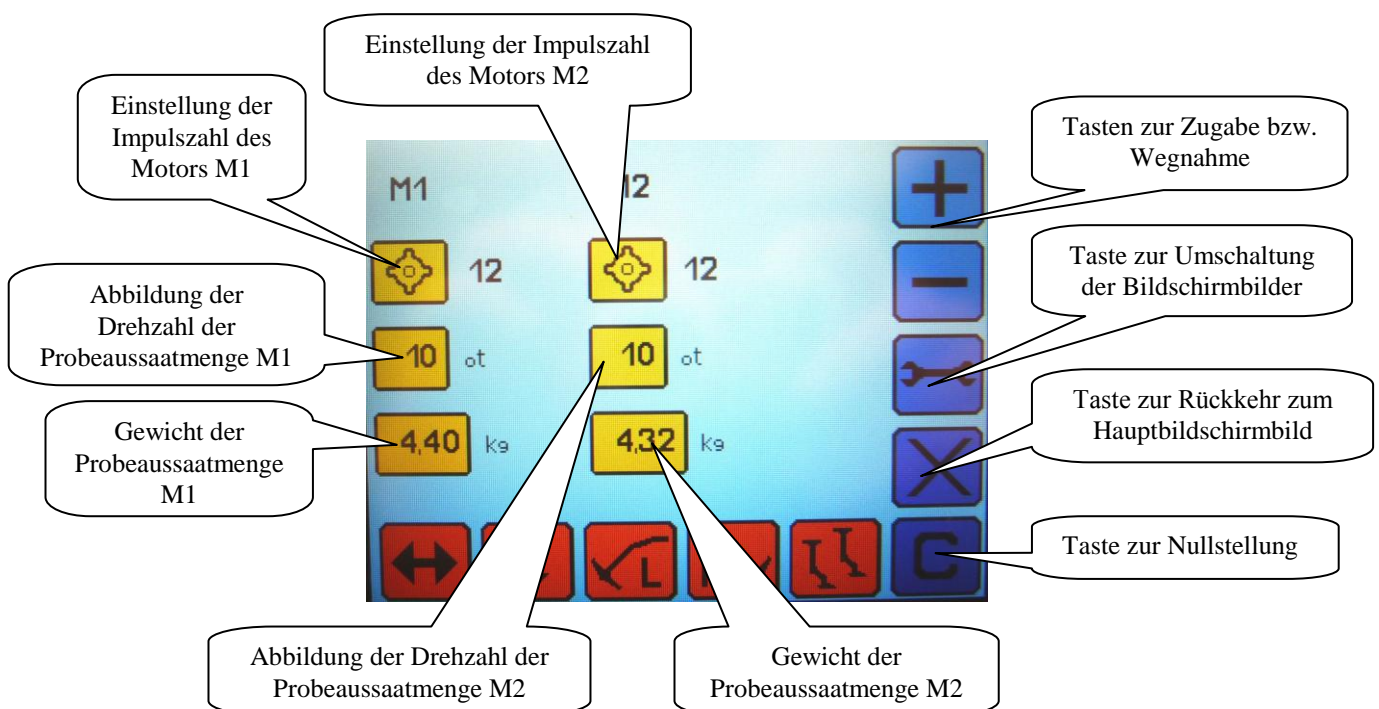 Einstellung der Impulszahl
des Motors M2
Einstellung der
Impulszahl des
Motors M1
Tasten zur Zugabe bzw.
Wegnahme
Taste zur Umschaltung
der Bildschirmbilder
Abbildung der
Drehzahl der
Probeaussaatmenge M1
Taste zur Rückkehr zum
Hauptbildschirmbild
Gewicht der
Probeaussaatmenge
M1
Taste zur Nullstellung
Abbildung der Drehzahl der
Probeaussaatmenge M2
Gewicht der
Probeaussaatmenge M2
M1
12 12
10 ot 10 ot
4,40 kg 4,32 kg
L
C